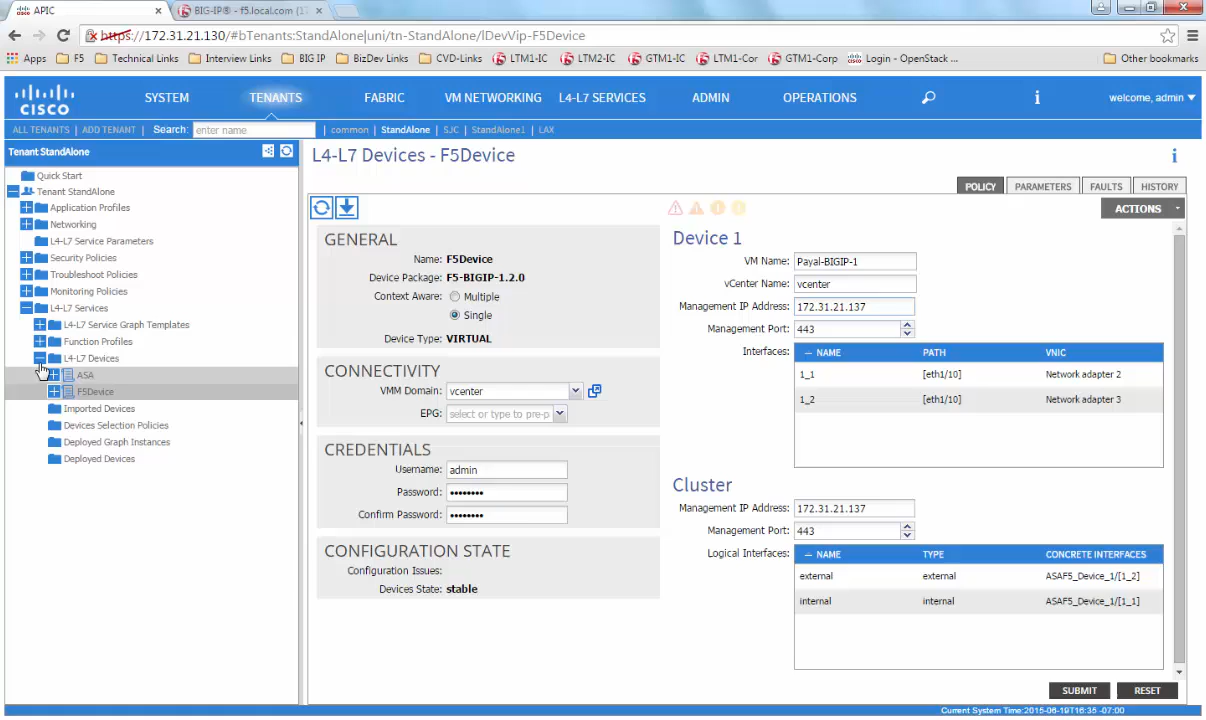 APIC
BIG-IP® - f5.local.com (17
https://172.31.21.130/#bTenants:StandAlone|uni/tn-StandAlone/lDevVip-F5Device
Apps F5 Technical Links Interview Links BIG IP BizDev Links CVD-Links LTM1-IC LTM2-IC GTM1-IC LTM1-Cor GTM1-Corp Login - OpenStack ... Other bookmarks
CISCO SYSTEM TENANTS FABRIC VM NETWORKING L4-L7 SERVICES ADMIN OPERATIONS i welcome, admin
ALL TENANTS | ADD TENANT | Search: enter name | common | StandAlone | SJC | StandAlone1 | LAX
Tenant StandAlone
Quick Start
Tenant StandAlone
Application Profiles
Networking
L4-L7 Service Parameters
Security Policies
Troubleshoot Policies
Monitoring Policies
L4-L7 Services
L4-L7 Service Graph Templates
Function Profiles
L4-L7 Devices
ASA
F5Device
Imported Devices
Devices Selection Policies
Deployed Graph Instances
Deployed Devices
L4-L7 Devices - F5Device
i
POLICY PARAMETERS FAULTS HISTORY
ACTIONS
GENERAL
Name: F5Device
Device Package: F5-BIGIP-1.2.0
Context Aware: Multiple
Single
Device Type: VIRTUAL
CONNECTIVITY
VMM Domain: vcenter
EPG: select or type to pre-p
CREDENTIALS
Username: admin
Password: ••••••••
Confirm Password: ••••••••
CONFIGURATION STATE
Configuration Issues:
Devices State: stable
Device 1
VM Name: Payal-BIGIP-1
vCenter Name: vcenter
Management IP Address: 172.31.21.137
Management Port: 443
Interfaces: NAME PATH VNIC
1_1 [eth1/10] Network adapter 2
1_2 [eth1/10] Network adapter 3
Cluster
Management IP Address: 172.31.21.137
Management Port: 443
Logical Interfaces: NAME TYPE CONCRETE INTERFACES
external external ASAF5_Device_1/[1_2]
internal internal ASAF5_Device_1/[1_1]
SUBMIT RESET
Current System Time:2015-06-19T16:35 -07:00